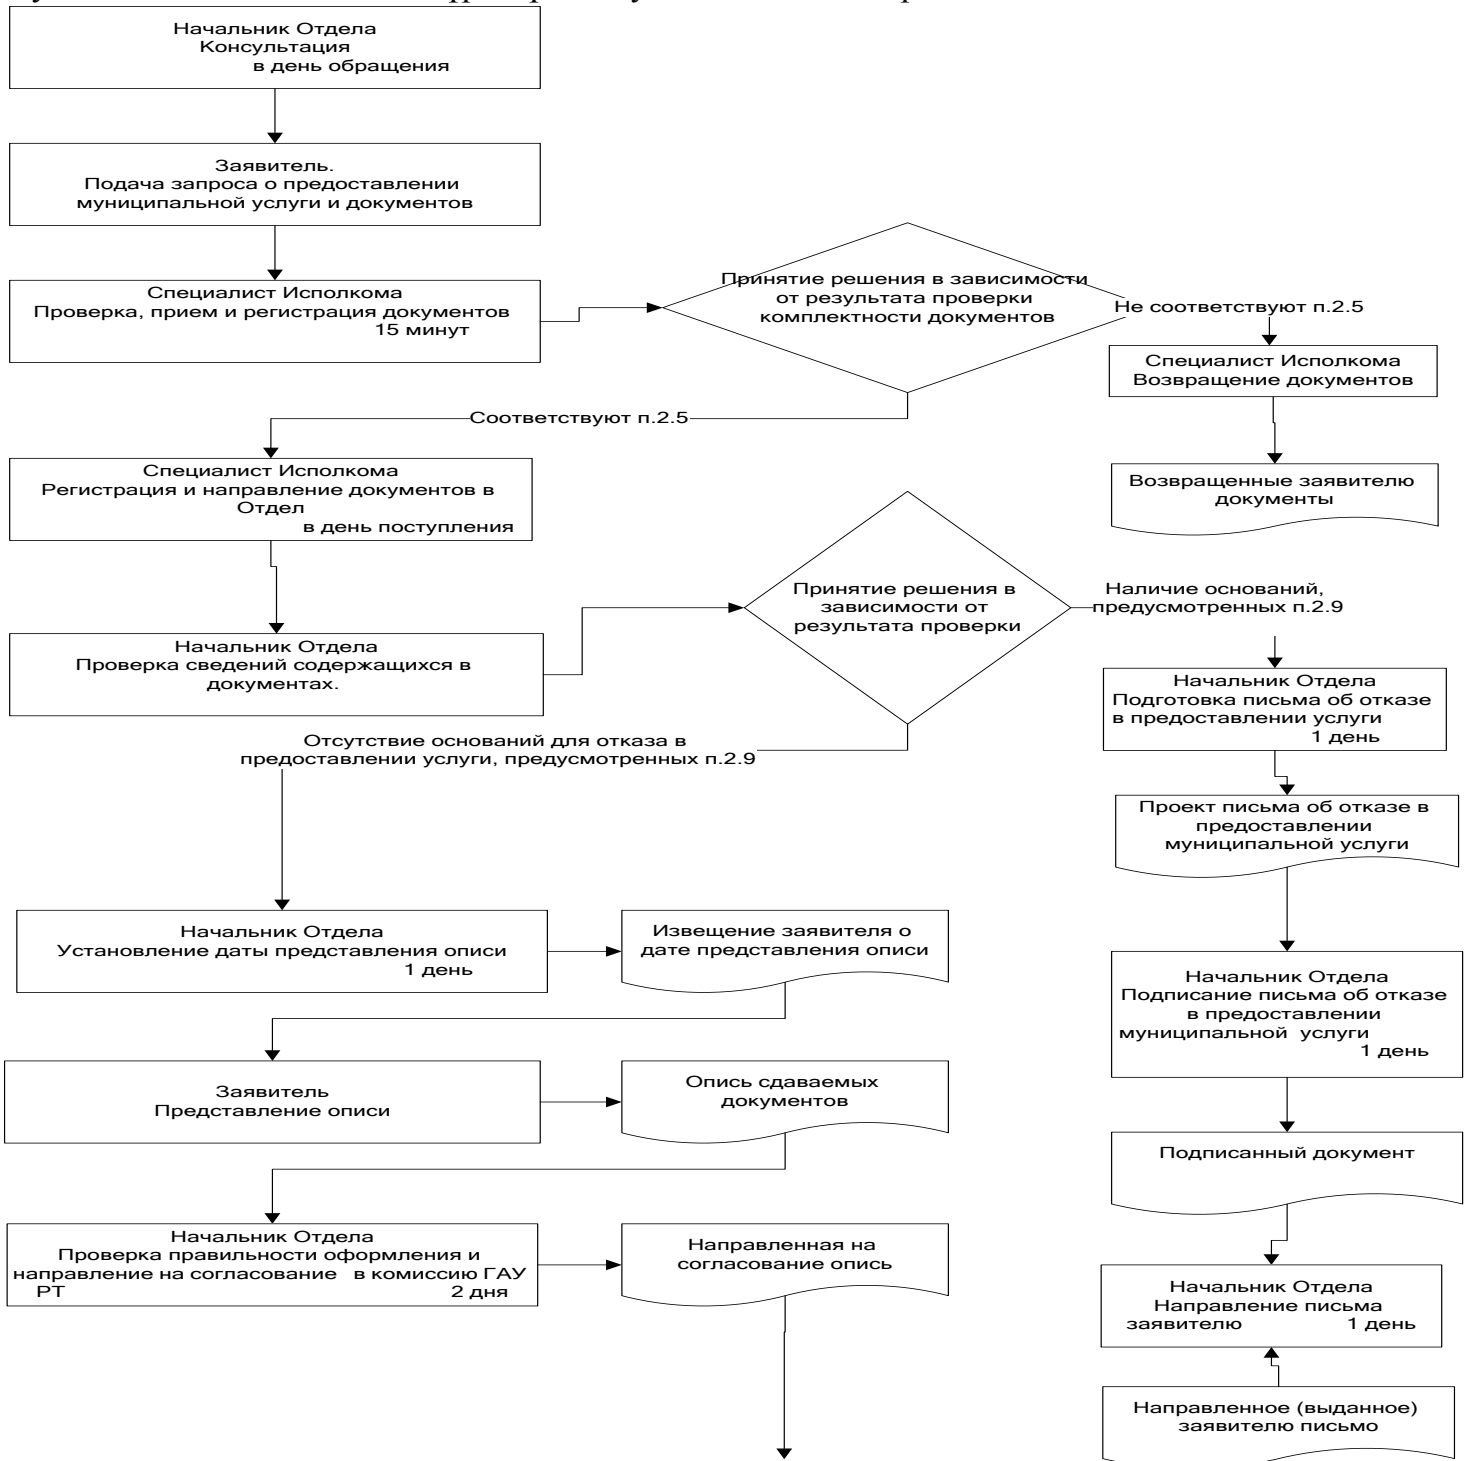 Начальник Отдела
Консультация
в день обращения
Заявитель.
Подача запроса о предоставлении
муниципальной услуги и документов
Специалист Исполкома
Проверка, прием и регистрация документов
15 минут
Принятие решения в зависимости
от результата проверки
комплектности документов
Не соответствуют п.2.5
Специалист Исполкома
Возвращение документов
Соответствуют п.2.5
Возвращенные заявителю
документы
Специалист Исполкома
Регистрация и направление документов в
Отдел
в день поступления
Принятие решения в
зависимости от
результата проверки
Наличие оснований,
предусмотренных п.2.9
Начальник Отдела
Проверка сведений содержащихся в
документах.
Начальник Отдела
Подготовка письма об отказе
в предоставлении услуги
1 день
Отсутствие оснований для отказа в
предоставлении услуги, предусмотренных п.2.9
Проект письма об отказе в
предоставлении
муниципальной услуги
Начальник Отдела
Установление даты представления описи
1 день
Извещение заявителя о
дате представления описи
Начальник Отдела
Подписание письма об отказе
в предоставлении
муниципальной услуги
1 день
Заявитель
Представление описи
Опись сдаваемых
документов
Подписанный документ
Начальник Отдела
Проверка правильности оформления и
направление на согласование в комиссию ГАУ
РТ 2 дня
Направленная на
согласование опись
Начальник Отдела
Направление письма
заявителю 1 день
Направленное (выданное)
заявителю письмо